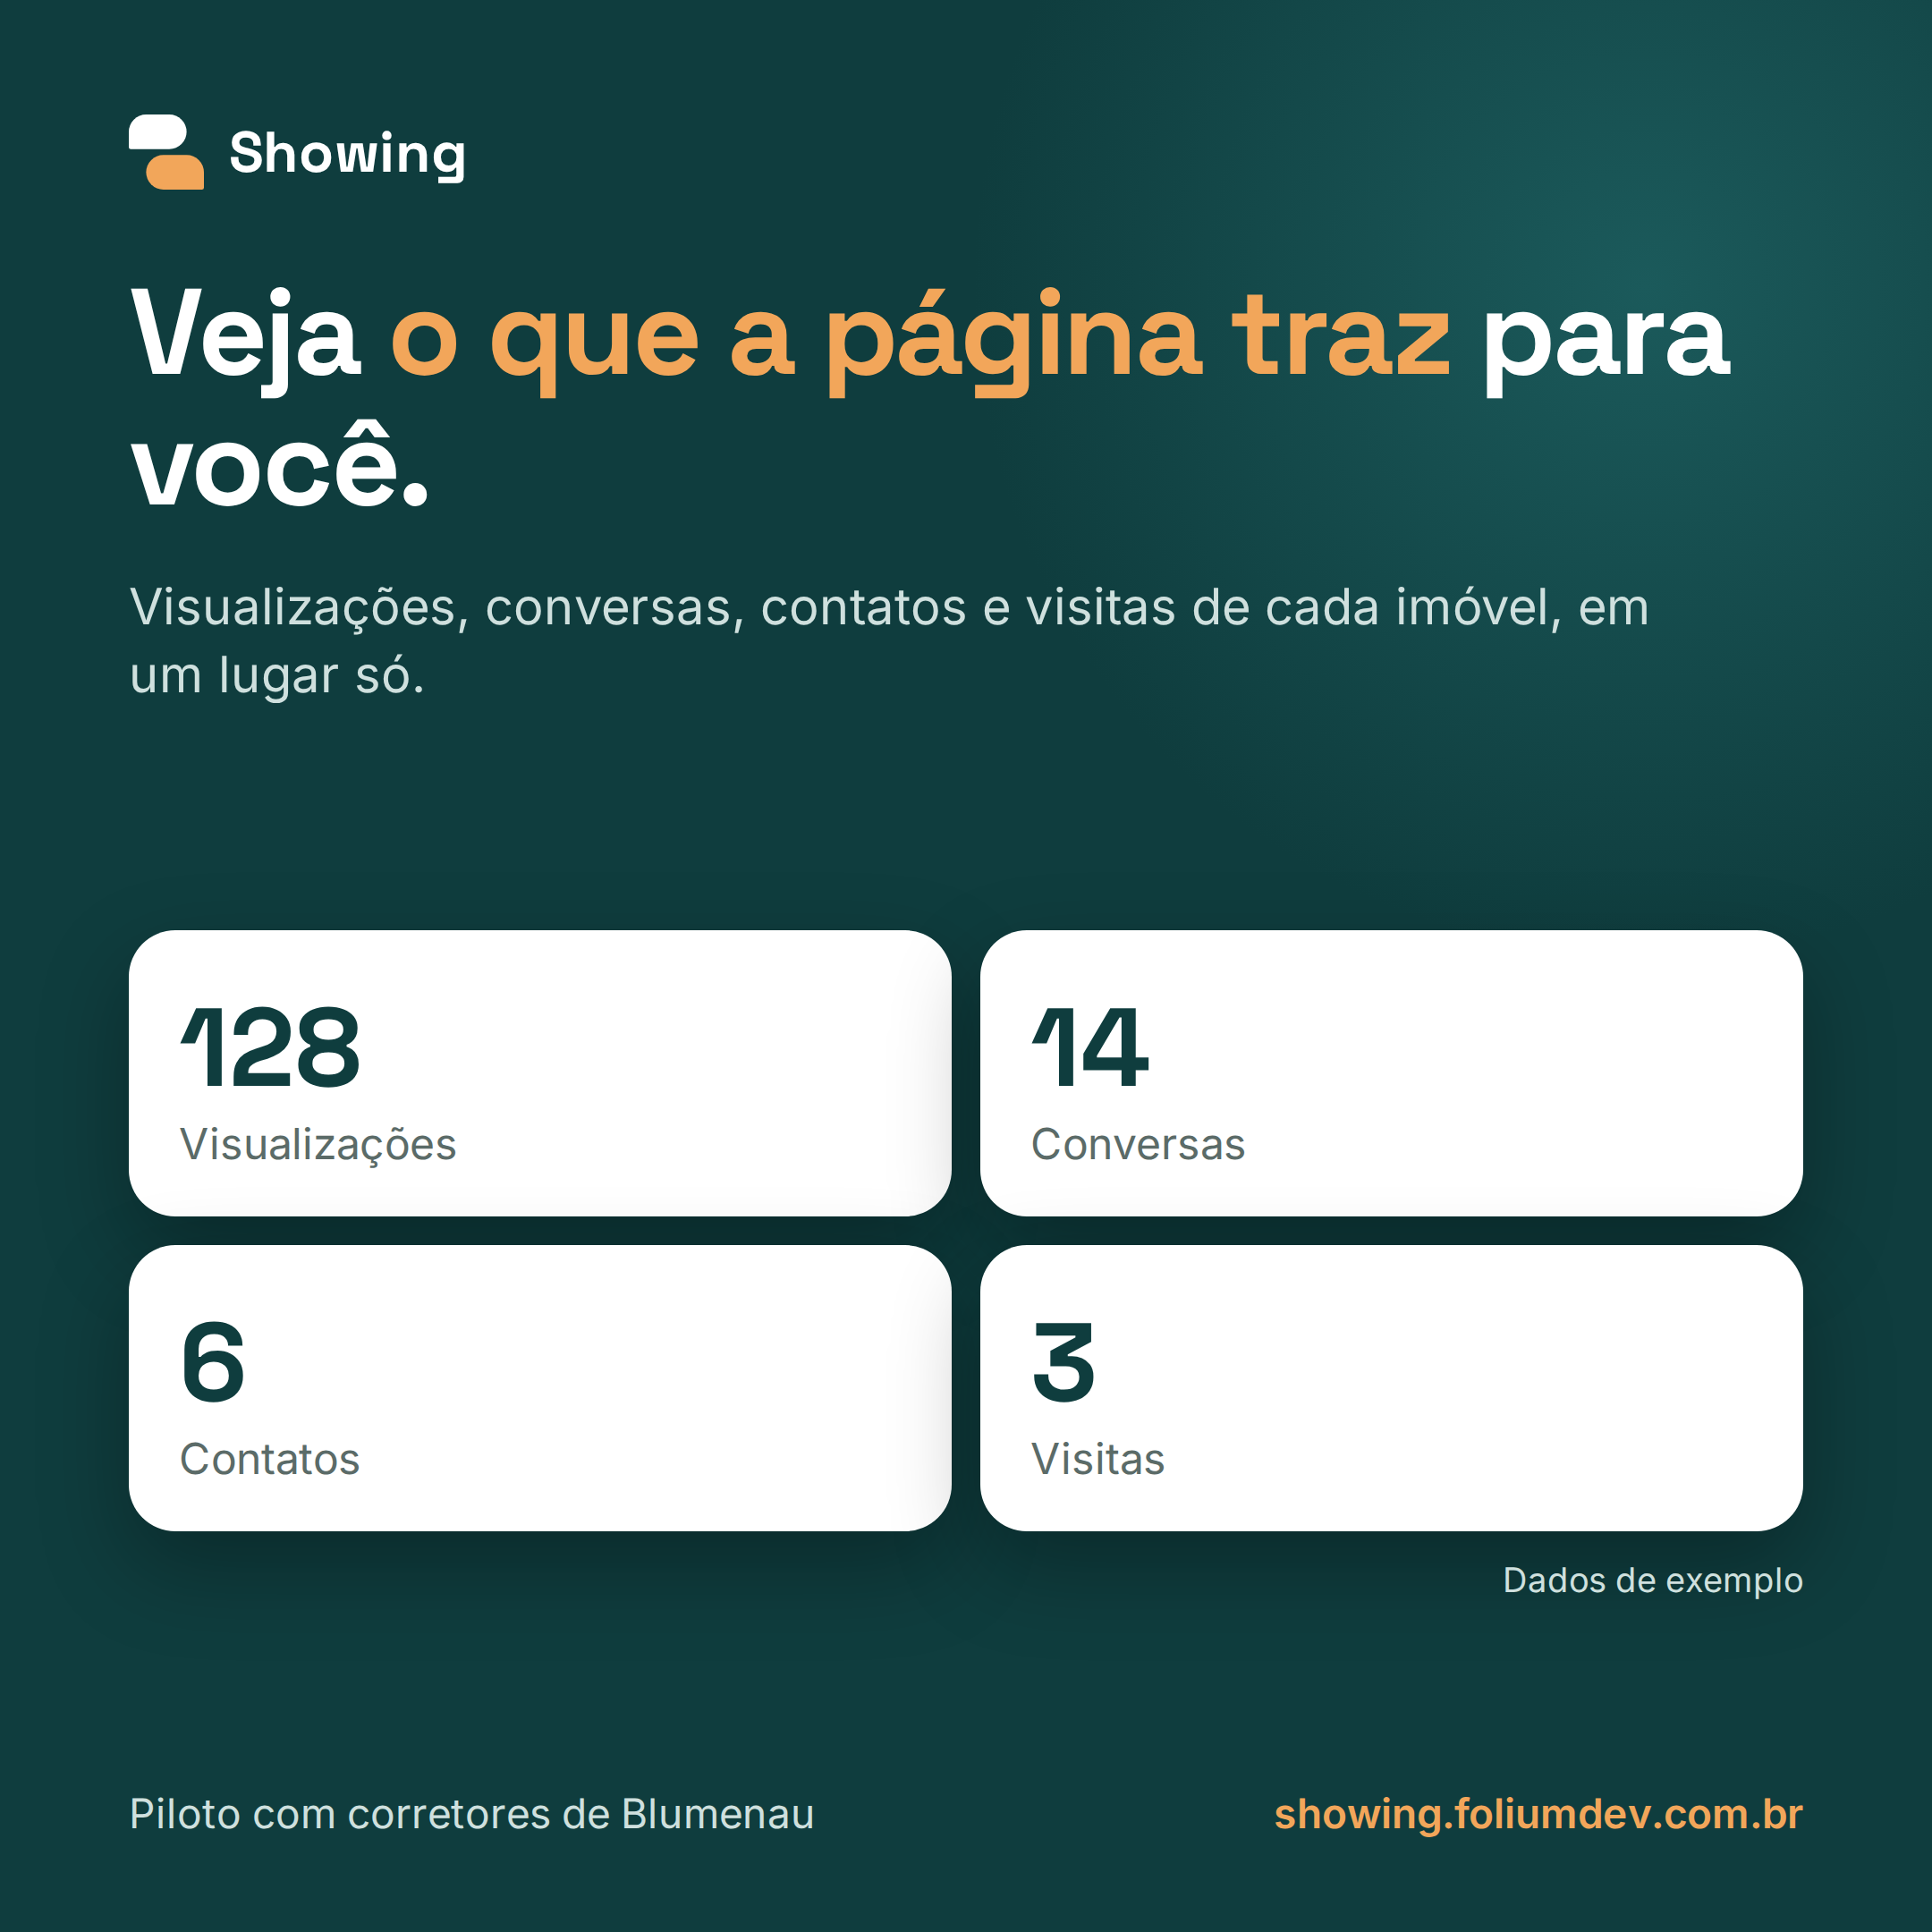 Showing
Veja o que a página traz para
você.
Visualizações, conversas, contatos e visitas de cada imóvel, em
um lugar só.
128
Visualizações
14
Conversas
6
Contatos
3
Visitas
Dados de exemplo
Piloto com corretores de Blumenau
showing.foliumdev.com.br